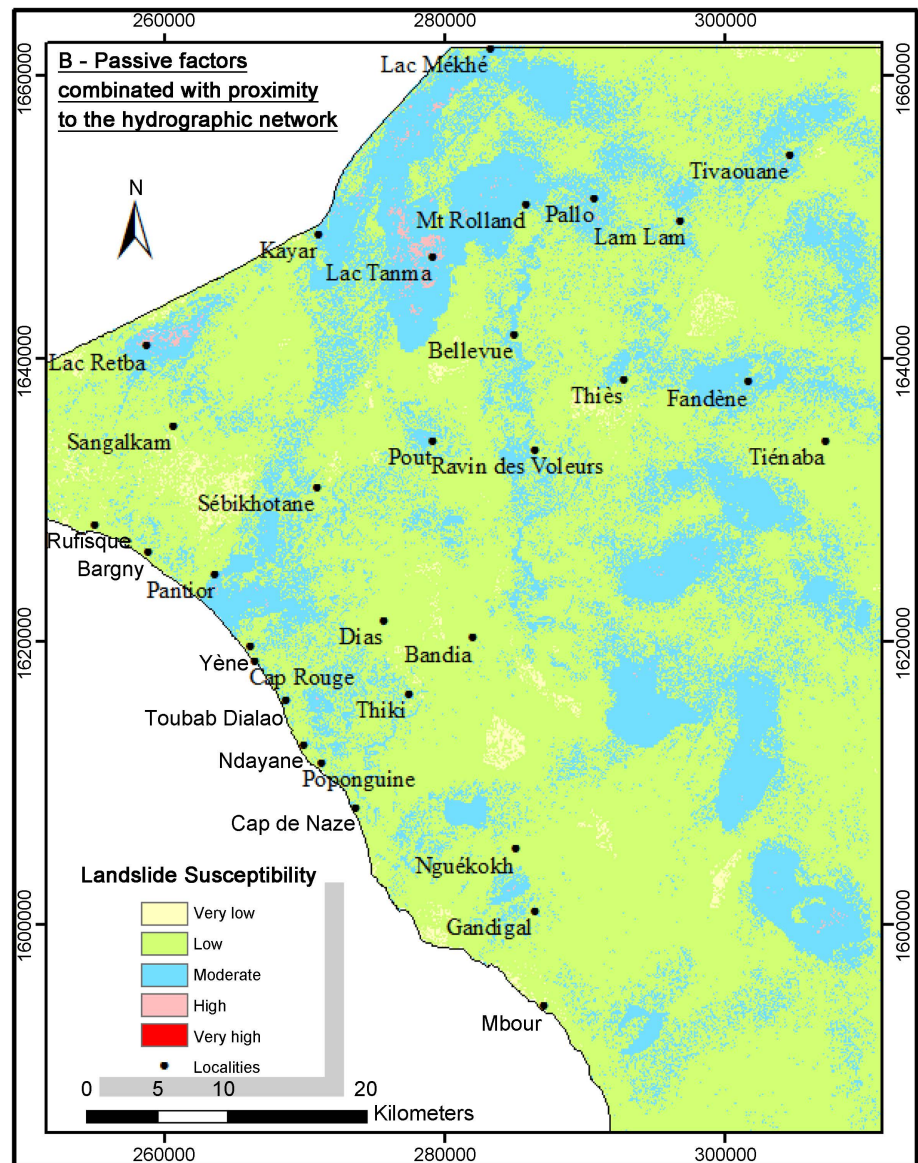 260000 280000 300000
B - Passive factors
combined with proximity
to the hydrographic network
N
1660000 1660000
1640000 1640000
1620000 1620000
1600000 1600000
Lac Mékhé
Tivaouane
Mt Rolland
Pallo
Lam Lam
Kayar
Lac Tanma
Bellevue
Lac Retba
Thiès
Fandène
Sangalkam
Pout
Ravin des Voleurs
Tiénaba
Sébikhotane
Rufisque
Bargny
Pantior
Dias
Bandia
Yène
Cap Rouge
Thiki
Toubab Dialao
Ndayane
Poponguine
Cap de Naze
Nguékokh
Gandigal
Mbour
Landslide Susceptibility
Very low
Low
Moderate
High
Very high
Localities
0 5 10 20
Kilometers
260000 280000 300000